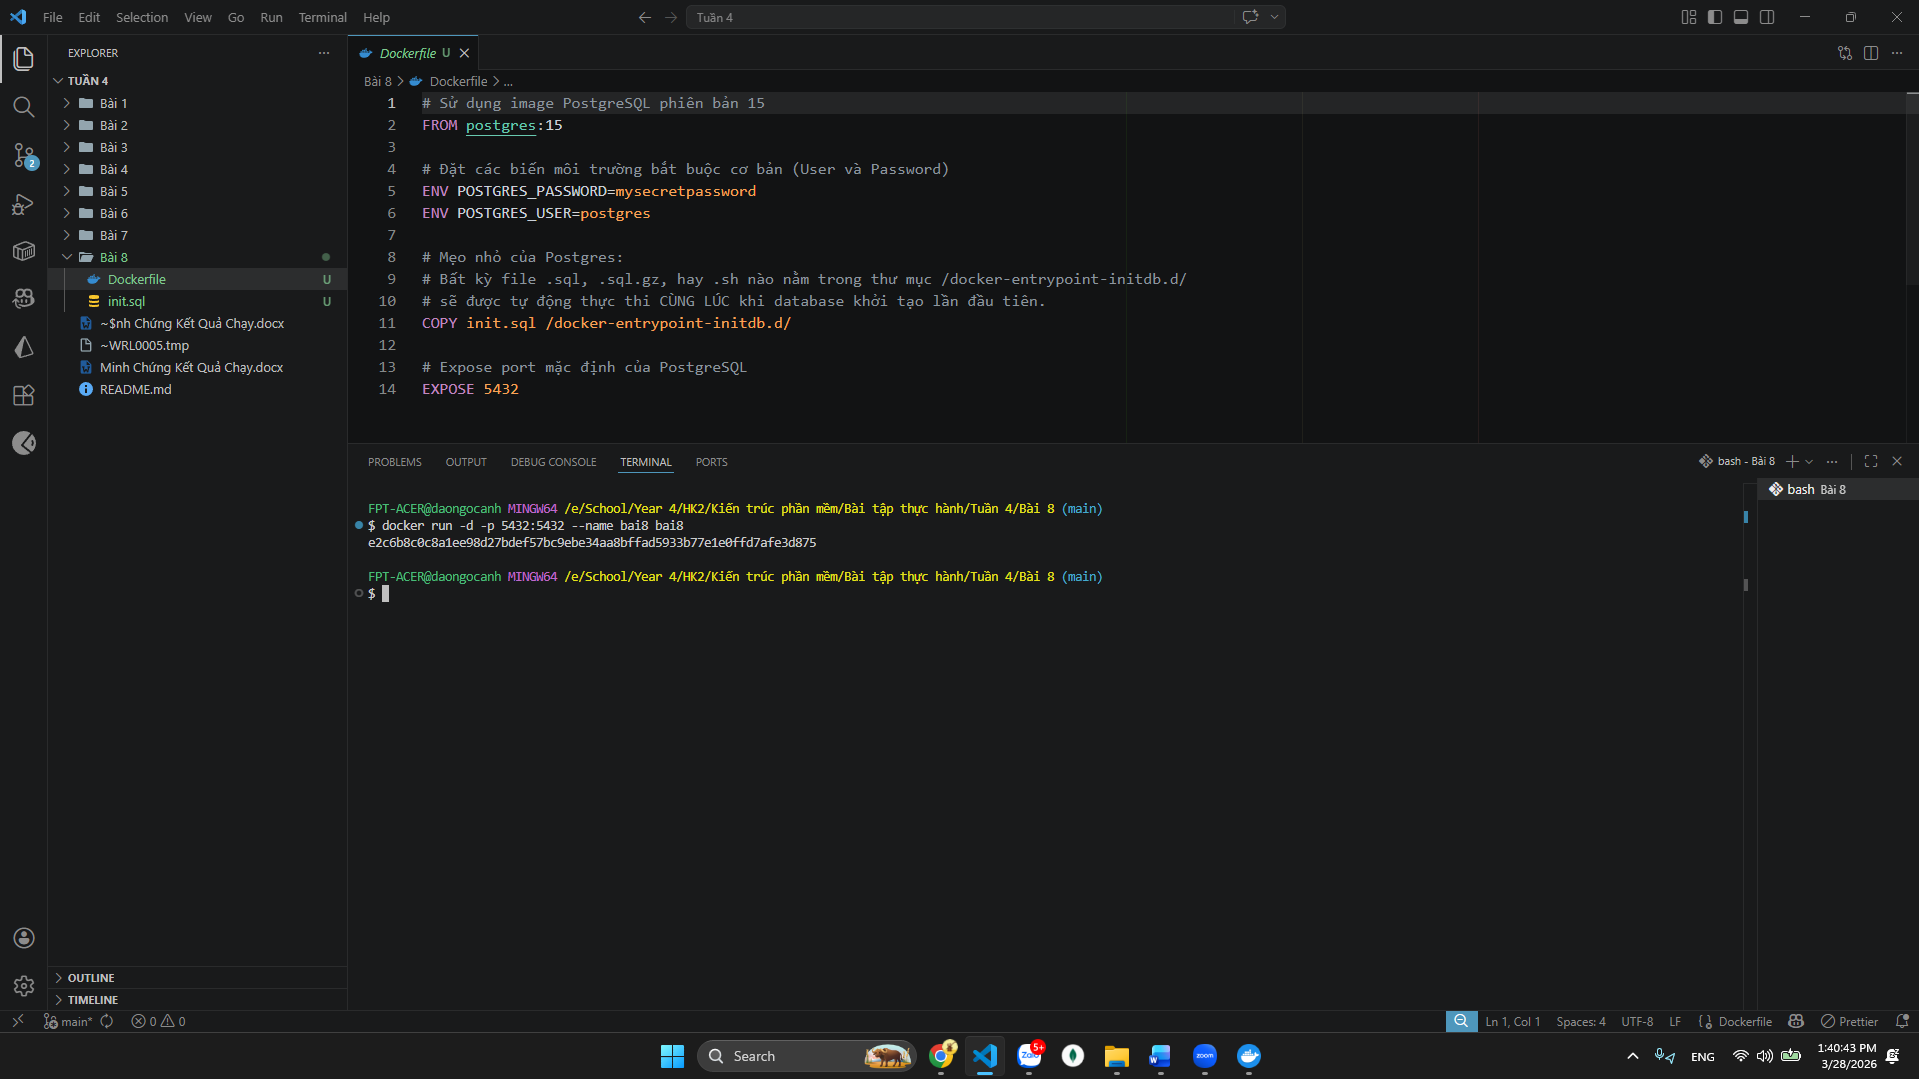 File Edit Selection View Go Run Terminal Help
Tuần 4
EXPLORER
TUẦN 4
Bài 1
Bài 2
Bài 3
Bài 4
Bài 5
Bài 6
Bài 7
Bài 8
Dockerfile U
init.sql U
~$nh Chứng Kết Quả Chạy.docx
~WRL0005.tmp
Minh Chứng Kết Quả Chạy.docx
README.md
OUTLINE
TIMELINE
2
Dockerfile U
Bài 8 > Dockerfile > ...
1 # Sử dụng image PostgreSQL phiên bản 15
2 FROM postgres:15
3
4 # Đặt các biến môi trường bắt buộc cơ bản (User và Password)
5 ENV POSTGRES_PASSWORD=mysecretpassword
6 ENV POSTGRES_USER=postgres
7
8 # Mẹo nhỏ của Postgres:
9 # Bất kỳ file .sql, .sql.gz, hay .sh nào nằm trong thư mục /docker-entrypoint-initdb.d/
10 # sẽ được tự động thực thi CÙNG LÚC khi database khởi tạo lần đầu tiên.
11 COPY init.sql /docker-entrypoint-initdb.d/
12
13 # Expose port mặc định của PostgreSQL
14 EXPOSE 5432
PROBLEMS OUTPUT DEBUG CONSOLE TERMINAL PORTS
bash - Bài 8
bash Bài 8
FPT-ACER@daongocanh MINGW64 /e/School/Year 4/HK2/Kiến trúc phần mềm/Bài tập thực hành/Tuần 4/Bài 8 (main)
$ docker run -d -p 5432:5432 --name bai8 bai8
e2c6b8c0c8a1ee98d27bdef57bc9ebe34aa8bffad5933b77e1e0ffd7afe3d875
FPT-ACER@daongocanh MINGW64 /e/School/Year 4/HK2/Kiến trúc phần mềm/Bài tập thực hành/Tuần 4/Bài 8 (main)
$
main* 0 0
Ln 1, Col 1 Spaces: 4 UTF-8 LF Dockerfile Prettier
Search
Zalo
5+
zoom
ENG
1:40:43 PM
3/28/2026